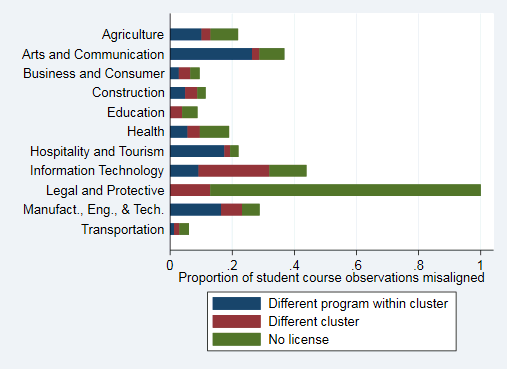 Agriculture
Arts and Communication
Business and Consumer
Construction
Education
Health
Hospitality and Tourism
Information Technology
Legal and Protective
Manufact., Eng., & Tech.
Transportation
0 .2 .4 .6 .8 1
Proportion of student course observations misaligned
Different program within cluster
Different cluster
No license